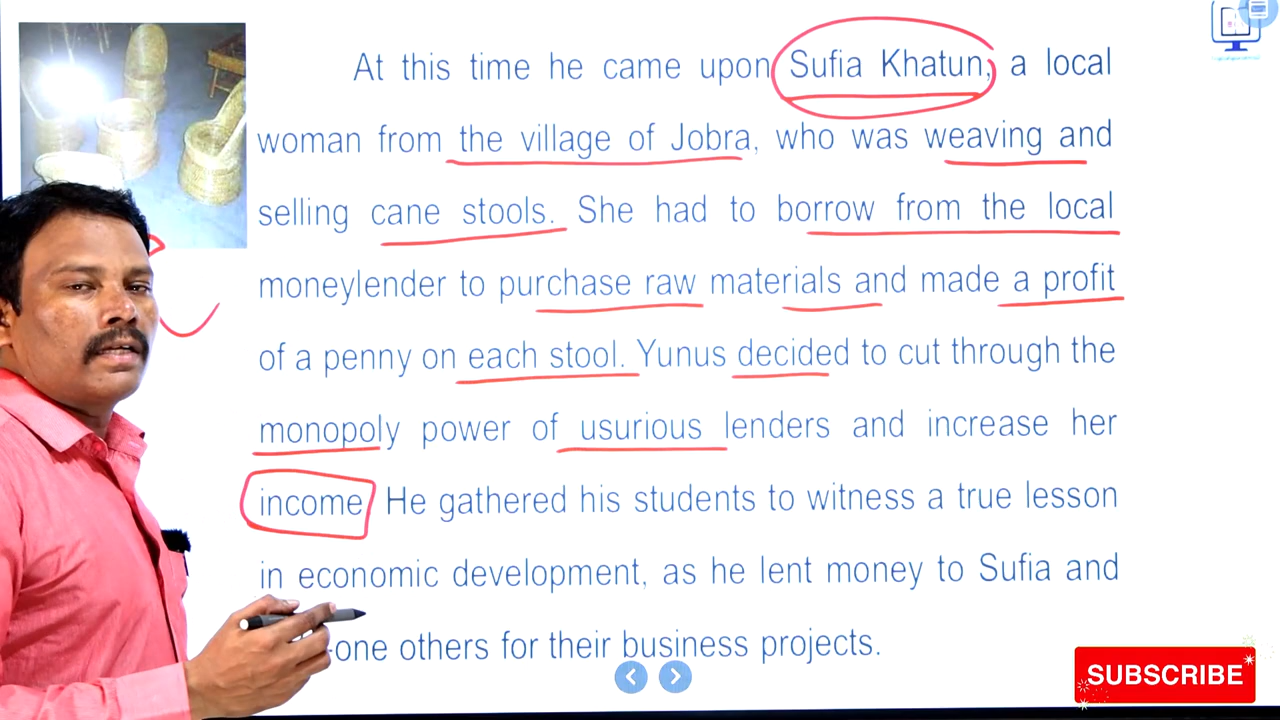 At this time he came upon Sufia Khatun, a local
woman from the village of Jobra, who was weaving and
selling cane stools. She had to borrow from the local
moneylender to purchase raw materials and made a profit
of a penny on each stool. Yunus decided to cut through the
monopoly power of usurious lenders and increase her
income He gathered his students to witness a true lesson
in economic development, as he lent money to Sufia and
-one others for their business projects.
SUBSCRIBE